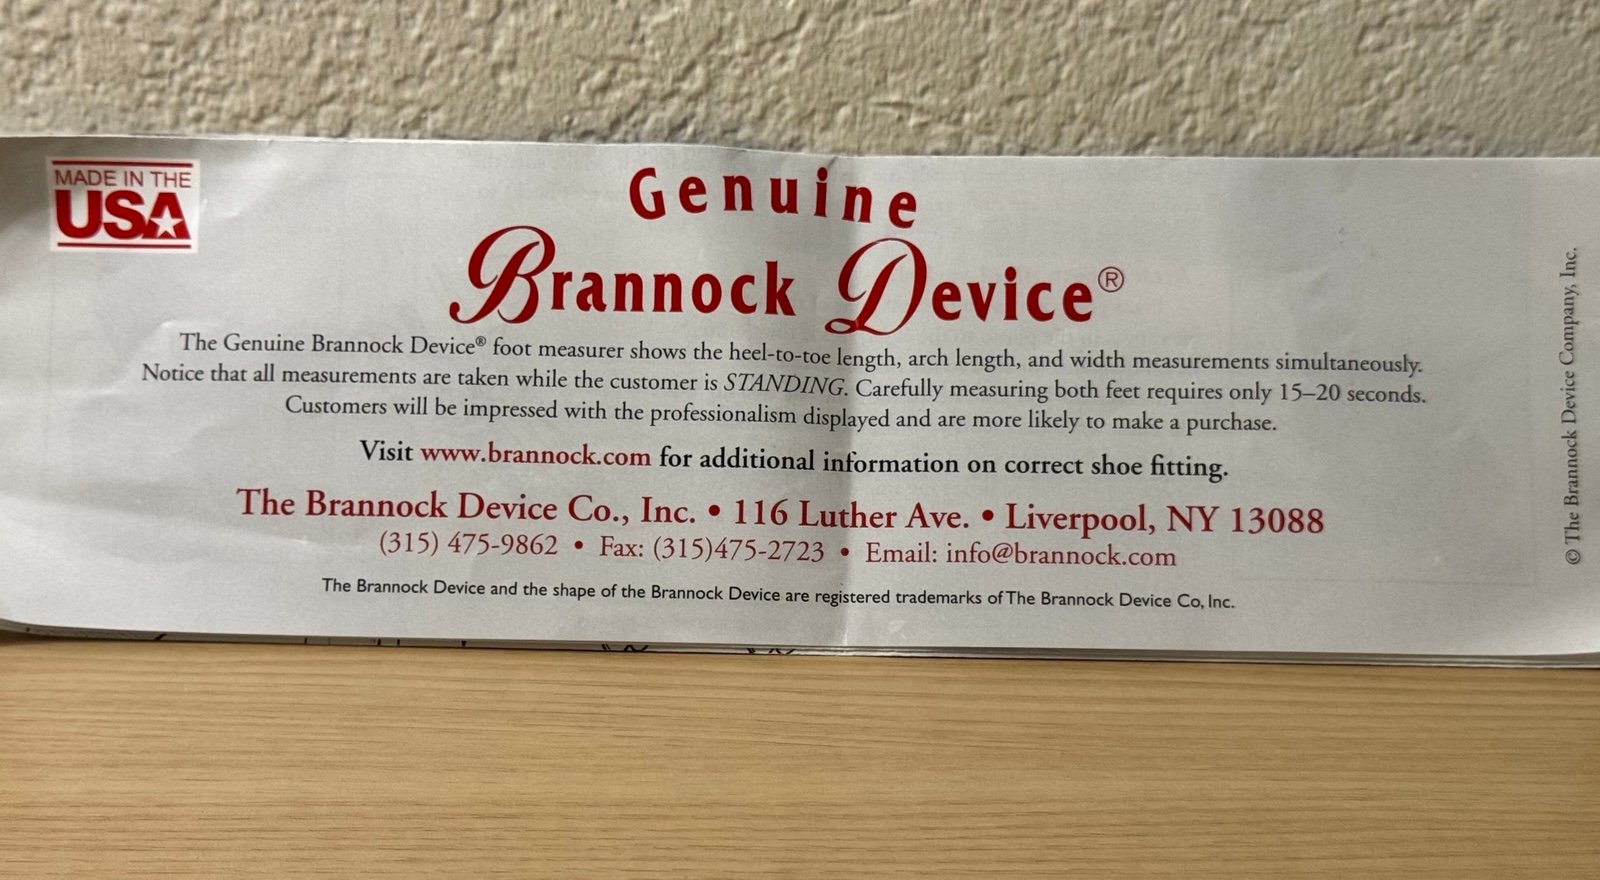 MADE IN THE
USA
Genuine
Brannock Device®
The Genuine Brannock Device® foot measurer shows the heel-to-toe length, arch length, and width measurements simultaneously.
Notice that all measurements are taken while the customer is STANDING. Carefully measuring both feet requires only 15–20 seconds.
Customers will be impressed with the professionalism displayed and are more likely to make a purchase.
Visit www.brannock.com for additional information on correct shoe fitting.
The Brannock Device Co., Inc. • 116 Luther Ave. • Liverpool, NY 13088
(315) 475-9862 • Fax: (315)475-2723 • Email: info@brannock.com
The Brannock Device and the shape of the Brannock Device are registered trademarks of The Brannock Device Co, Inc.
© The Brannock Device Company, Inc.